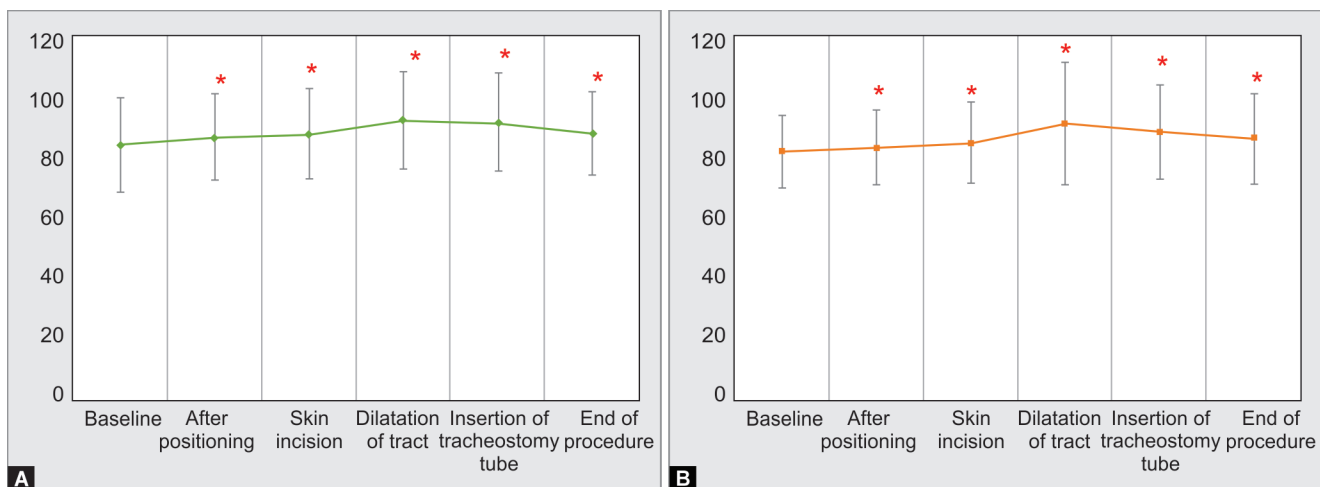 120
100
80
60
40
20
0
*
*
*
*
*
Baseline
After
positioning
Skin
incision
Dilatation
of tract
Insertion of
tracheostomy
tube
End of
procedure
A
120
100
80
60
40
20
0
*
*
*
*
*
Baseline
After
positioning
Skin
incision
Dilatation
of tract
Insertion of
tracheostomy
tube
End of
procedure
B